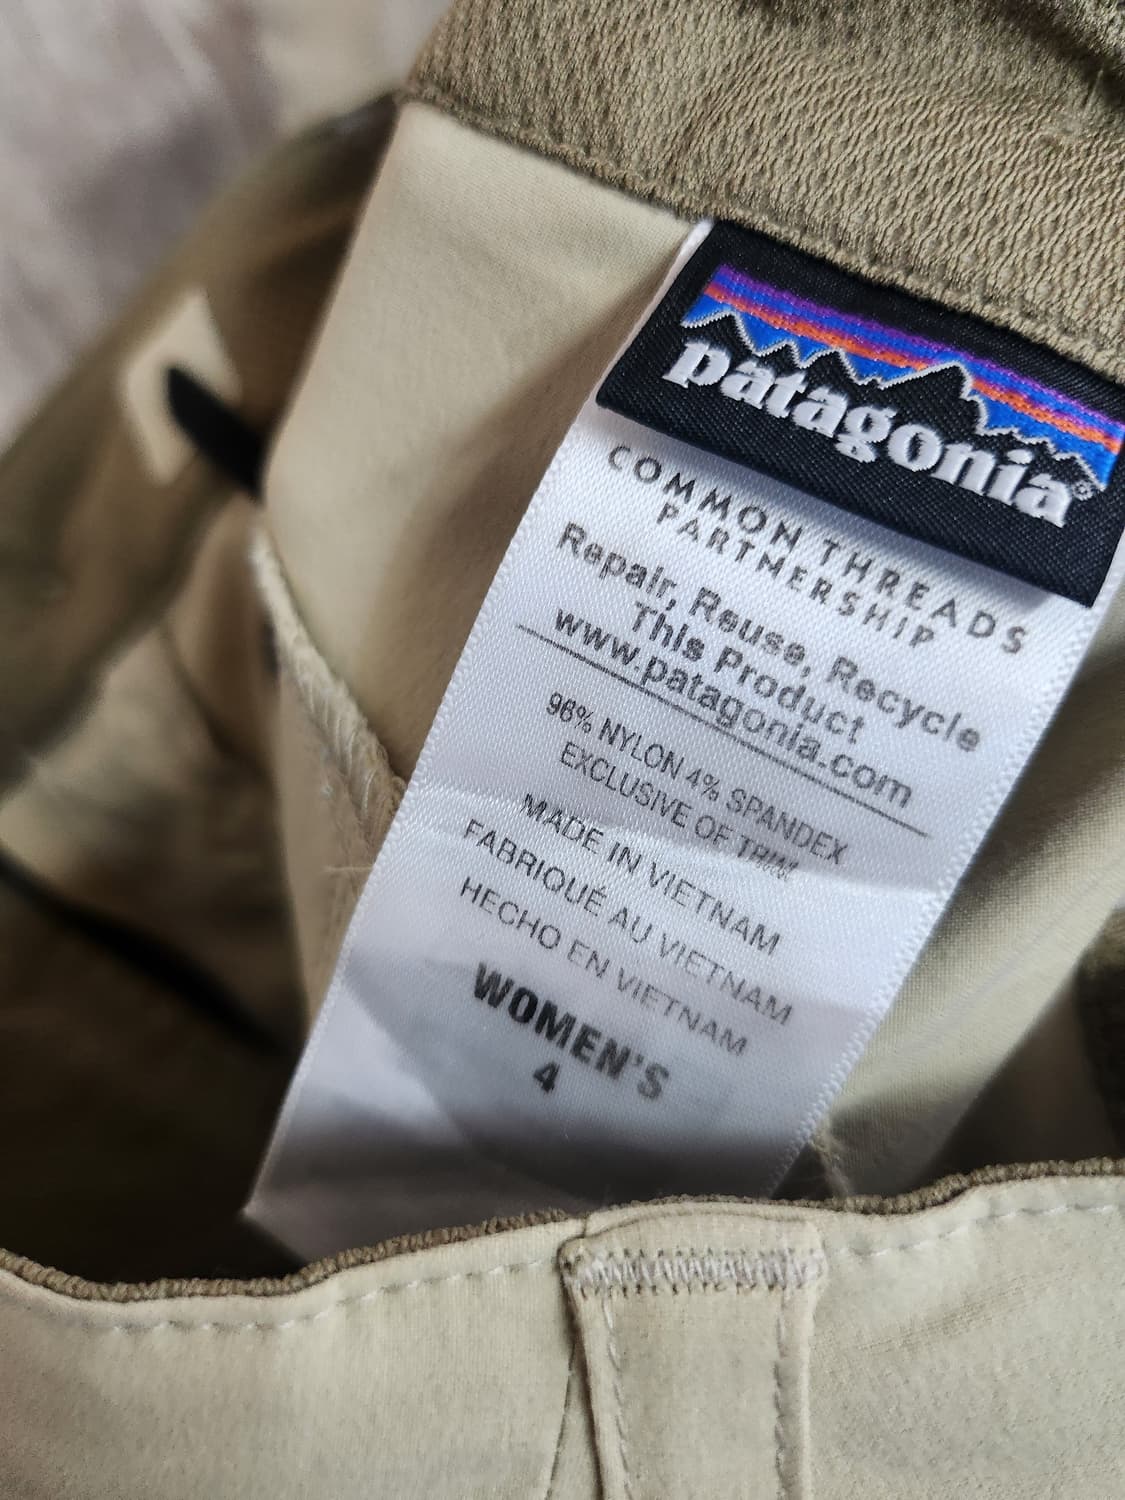 patagonia®
COMMON THREADS
PARTNERSHIP
Repair, Reuse, Recycle
This Product
www.patagonia.com
96% NYLON 4% SPANDEX
EXCLUSIVE OF TRIM
MADE IN VIETNAM
FABRIQUÉ AU VIETNAM
HECHO EN VIETNAM
WOMEN'S
4